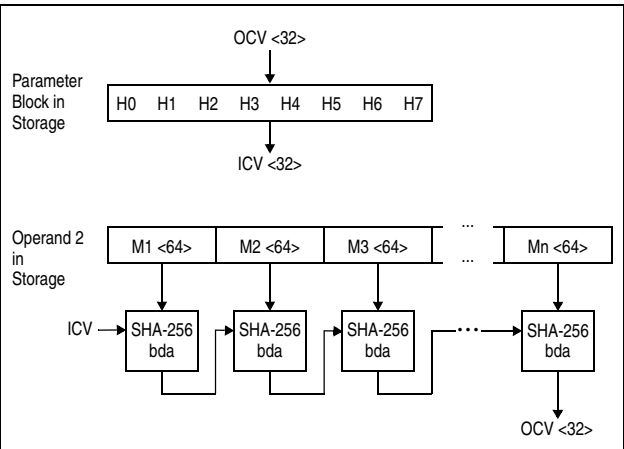 OCV <32>
Parameter
Block in
Storage
H0 H1 H2 H3 H4 H5 H6 H7
ICV <32>
Operand 2
in
Storage
M1 <64> M2 <64> M3 <64> ... ... Mn <64>
ICV
SHA-256 bda
SHA-256 bda
SHA-256 bda
...
SHA-256 bda
OCV <32>